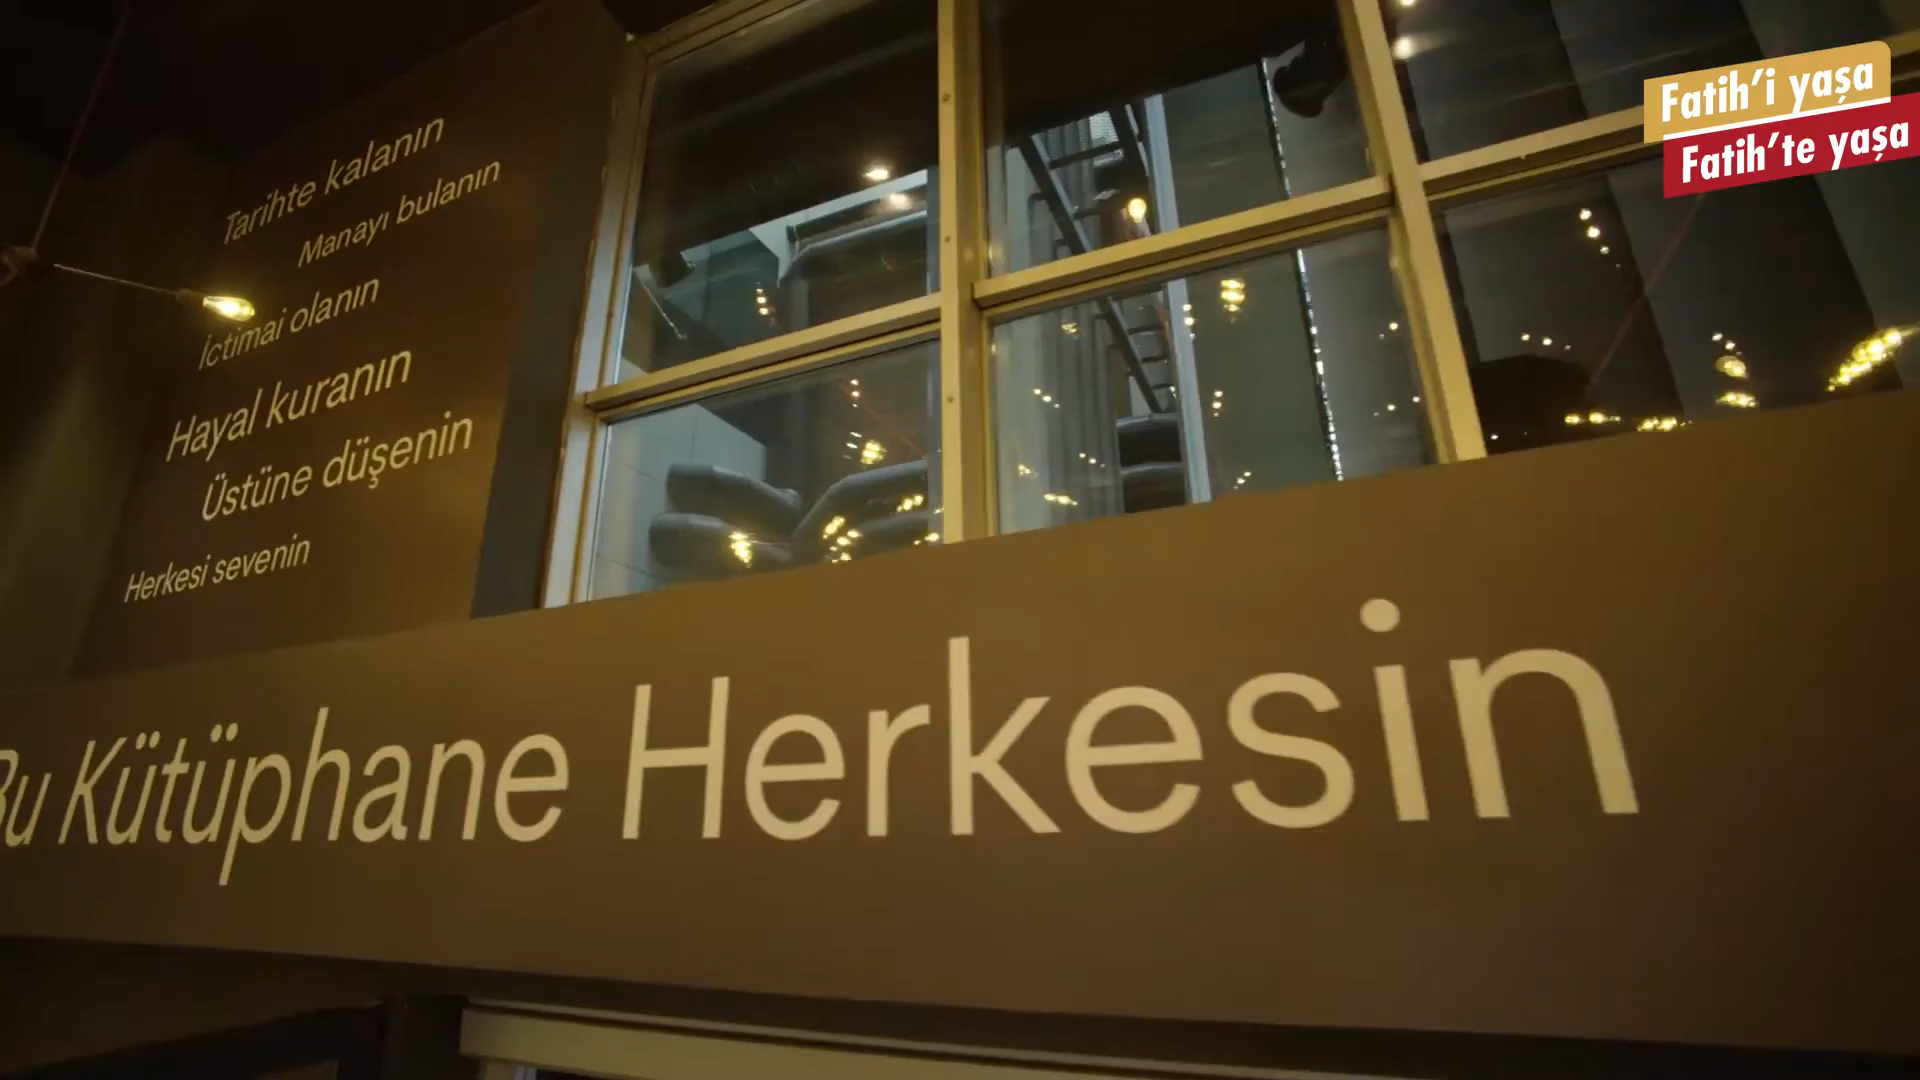 Fatih'i yaşa
Fatih'te yaşa
Tarihte kalanın
Manayı bulanın
İctimai olanın
Hayal kuranın
Üstüne düşenin
Herkesi sevenin
Bu Kütüphane Herkesin